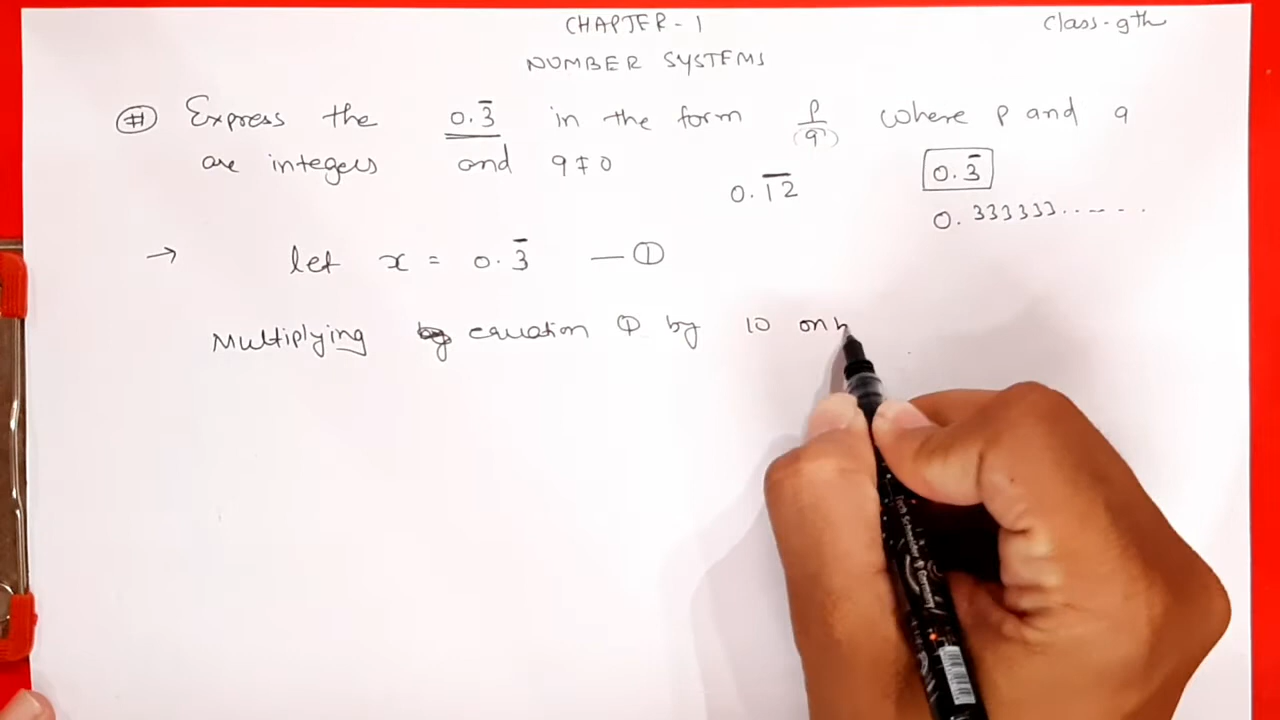 CHAPTER-1
Class-9th
NUMBER SYSTEMS
# Express the 0.3̅ in the form p/q where p and q
are integers and q ≠ 0
0.1̅2̅
0.3̅
0.333333......
→ let x = 0.3̅ — ①
Multiplying equation ① by 10 on